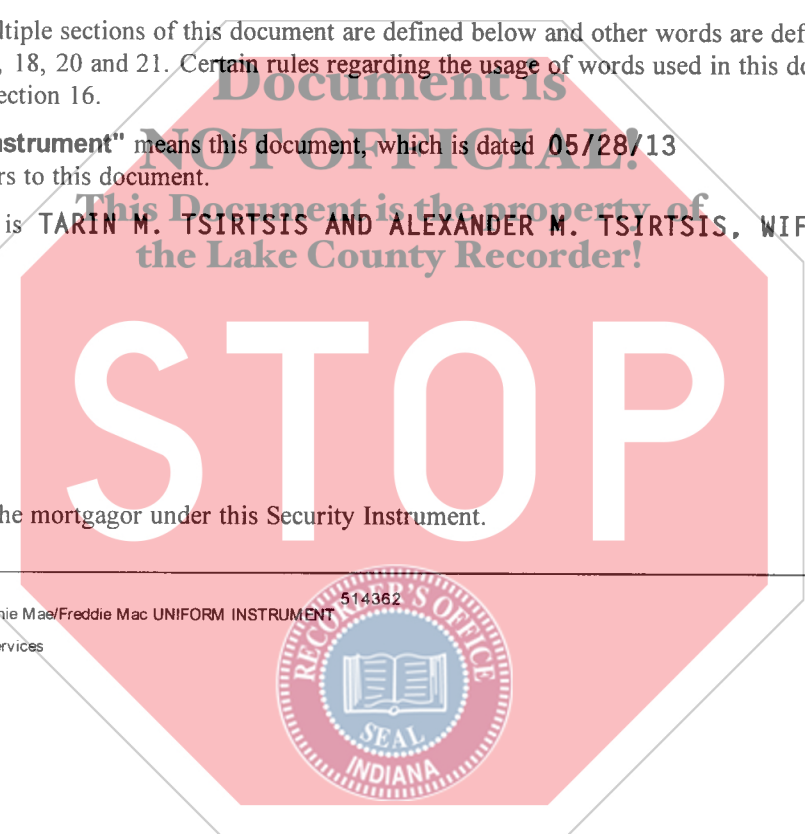 ltiple sections of this document are defined below and other words are def
, 18, 20 and 21. Certain rules regarding the usage of words used in this do
ection 16.
Document is
NOT OFFICIAL!
nstrument" means this document, which is dated 05/28/13
rs to this document.
This Document is the property of
the Lake County Recorder!
is TARIN M. TSIRTSIS AND ALEXANDER M. TSIRTSIS, WIF
STOP
he mortgagor under this Security Instrument.
nie Mae/Freddie Mac UNIFORM INSTRUMENT
514362
rvices
RECORDER'S OFFICE
SEAL
INDIANA